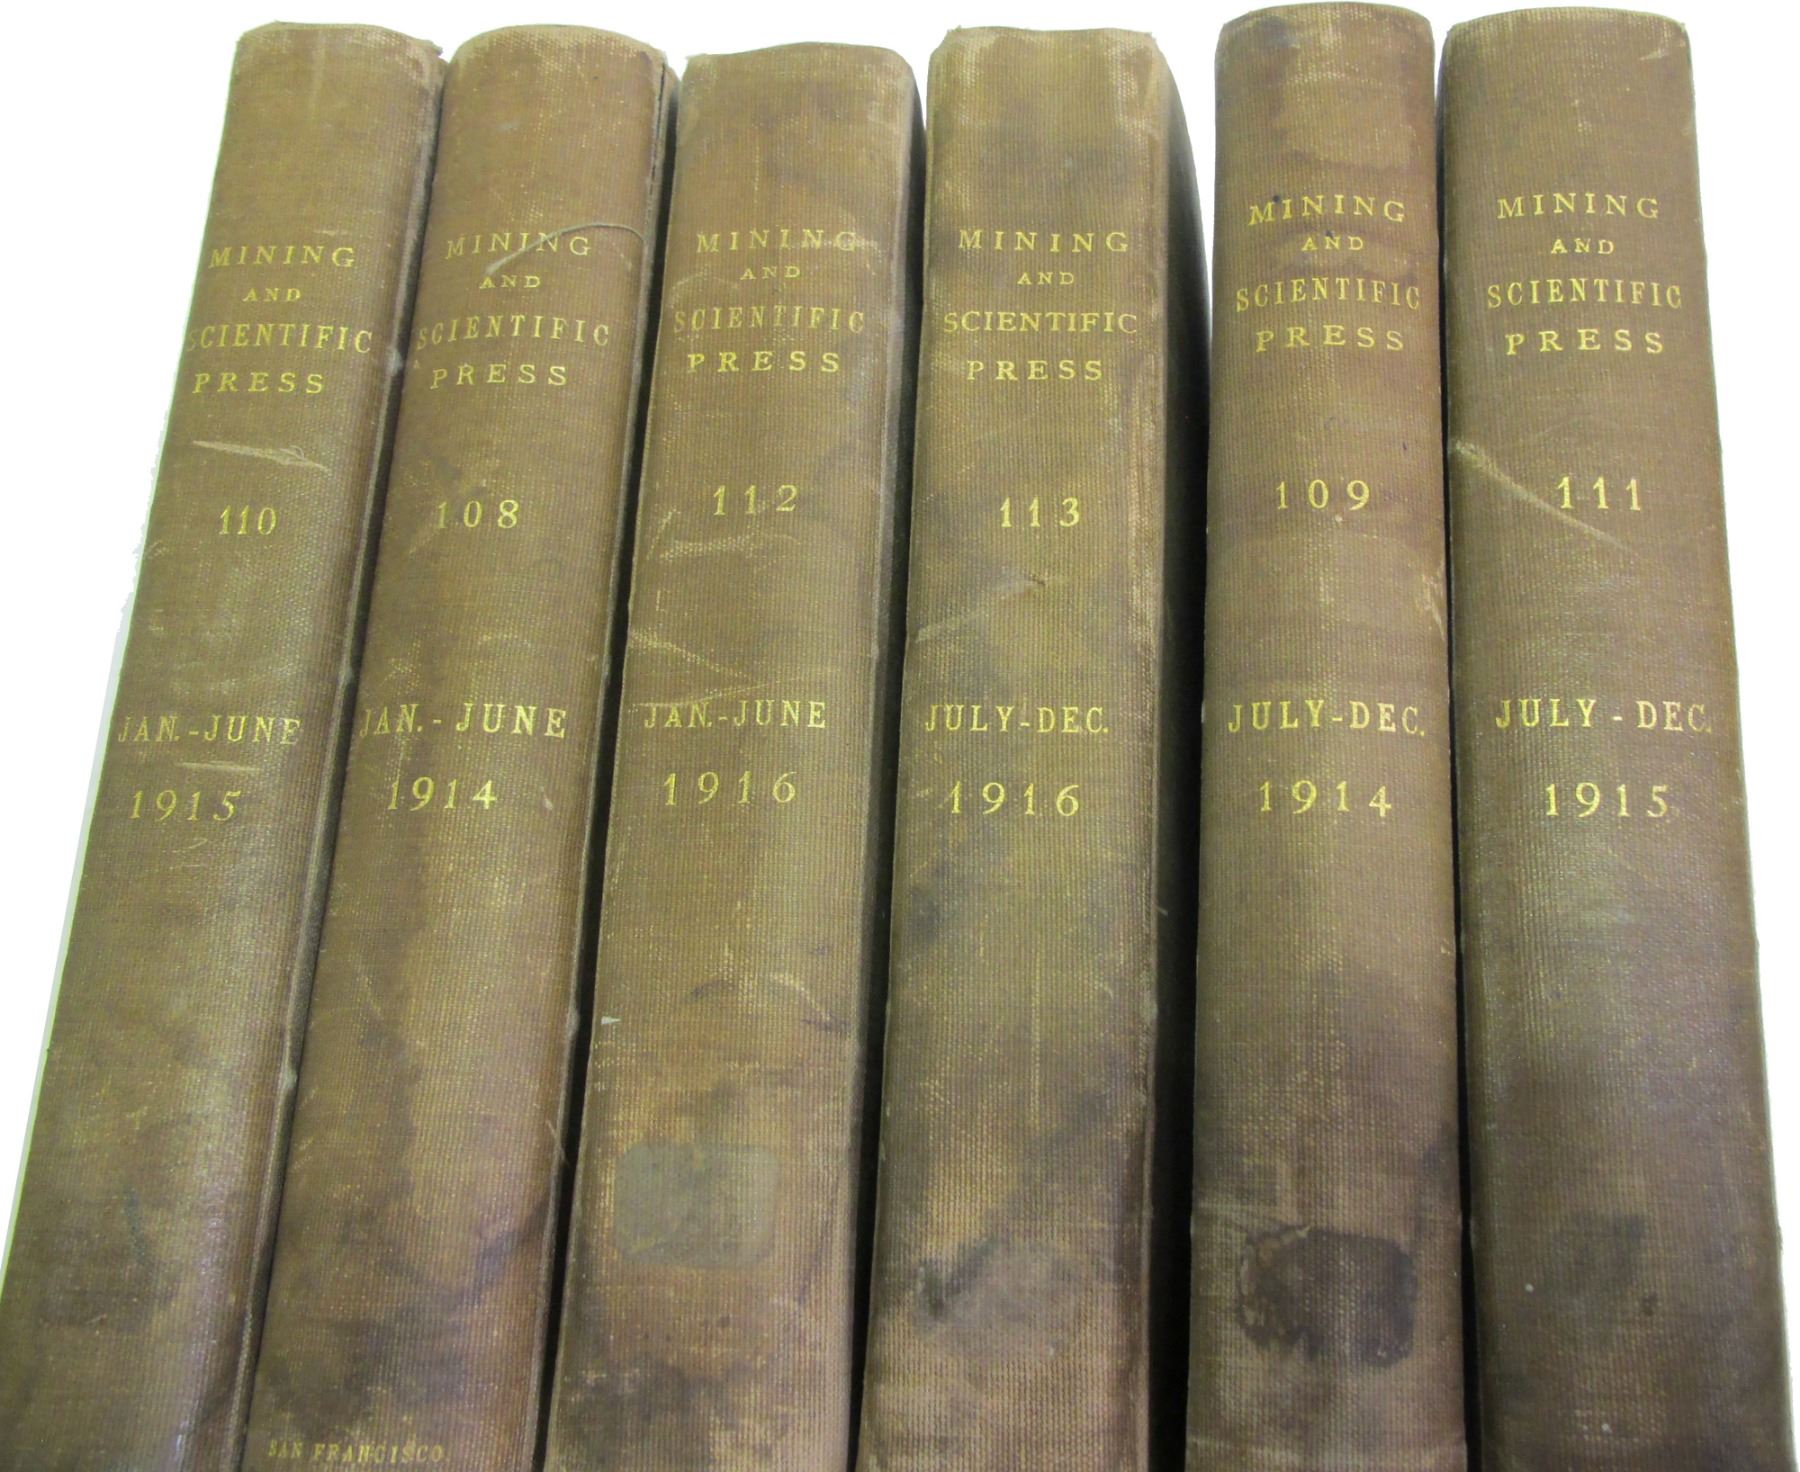 MINING
AND
SCIENTIFIC
PRESS
110
JAN.-JUNE
1915
MINING
AND
SCIENTIFIC
PRESS
108
JAN.-JUNE
1914
SAN FRANCISCO
MINING
AND
SCIENTIFIC
PRESS
112
JAN.-JUNE
1916
MINING
AND
SCIENTIFIC
PRESS
113
JULY-DEC.
1916
MINING
AND
SCIENTIFIC
PRESS
109
JULY-DEC.
1914
MINING
AND
SCIENTIFIC
PRESS
111
JULY-DEC.
1915